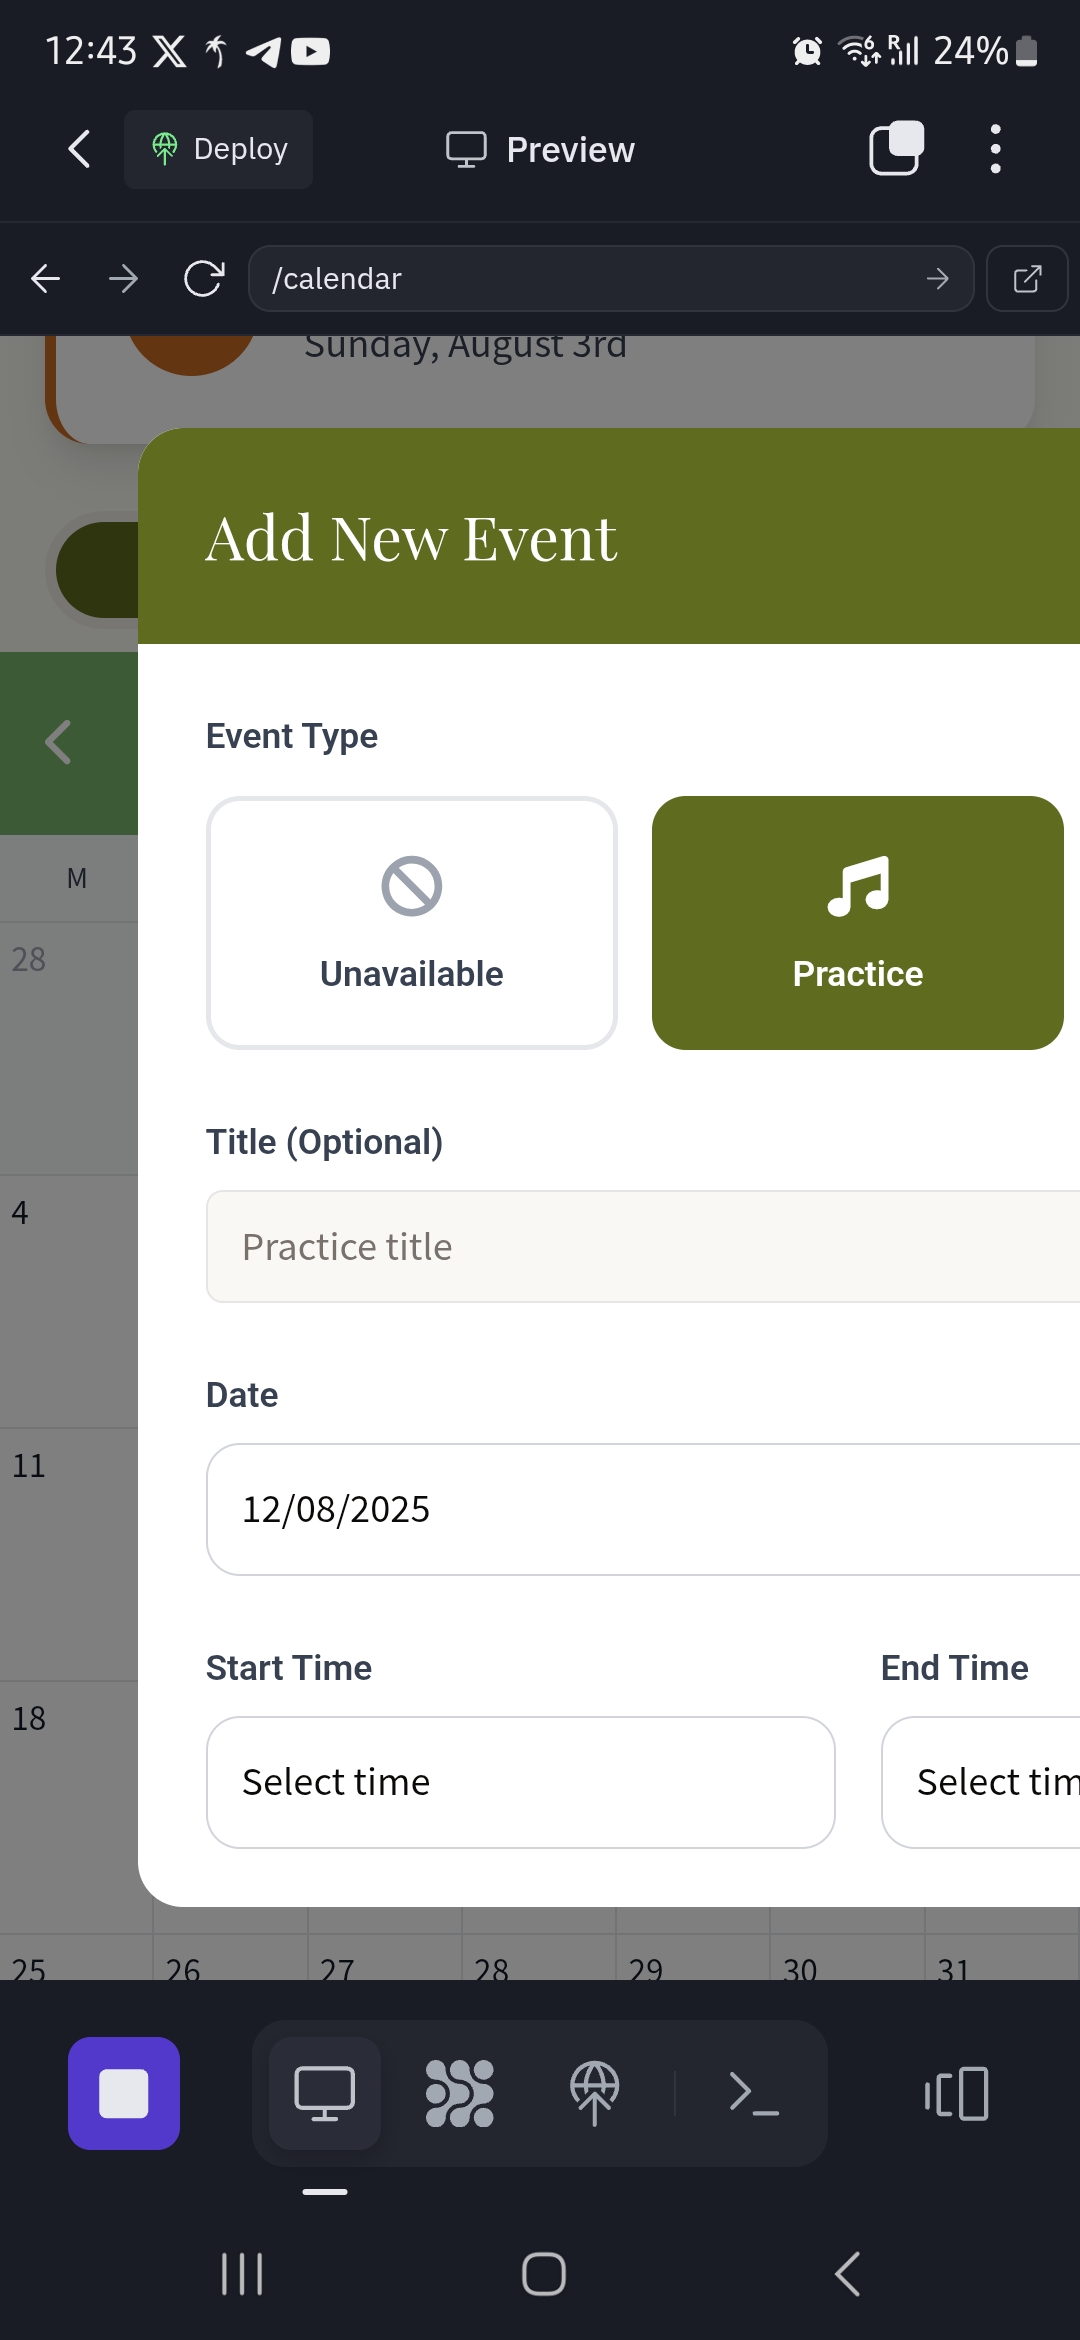 12:43
24%
Deploy
Preview
/calendar
Sunday, August 3rd
Add New Event
Event Type
M
Unavailable
Practice
28
Title (Optional)
4
Practice title
Date
11
12/08/2025
Start Time
End Time
18
Select time
Select tim
25 26 27 28 29 30 31